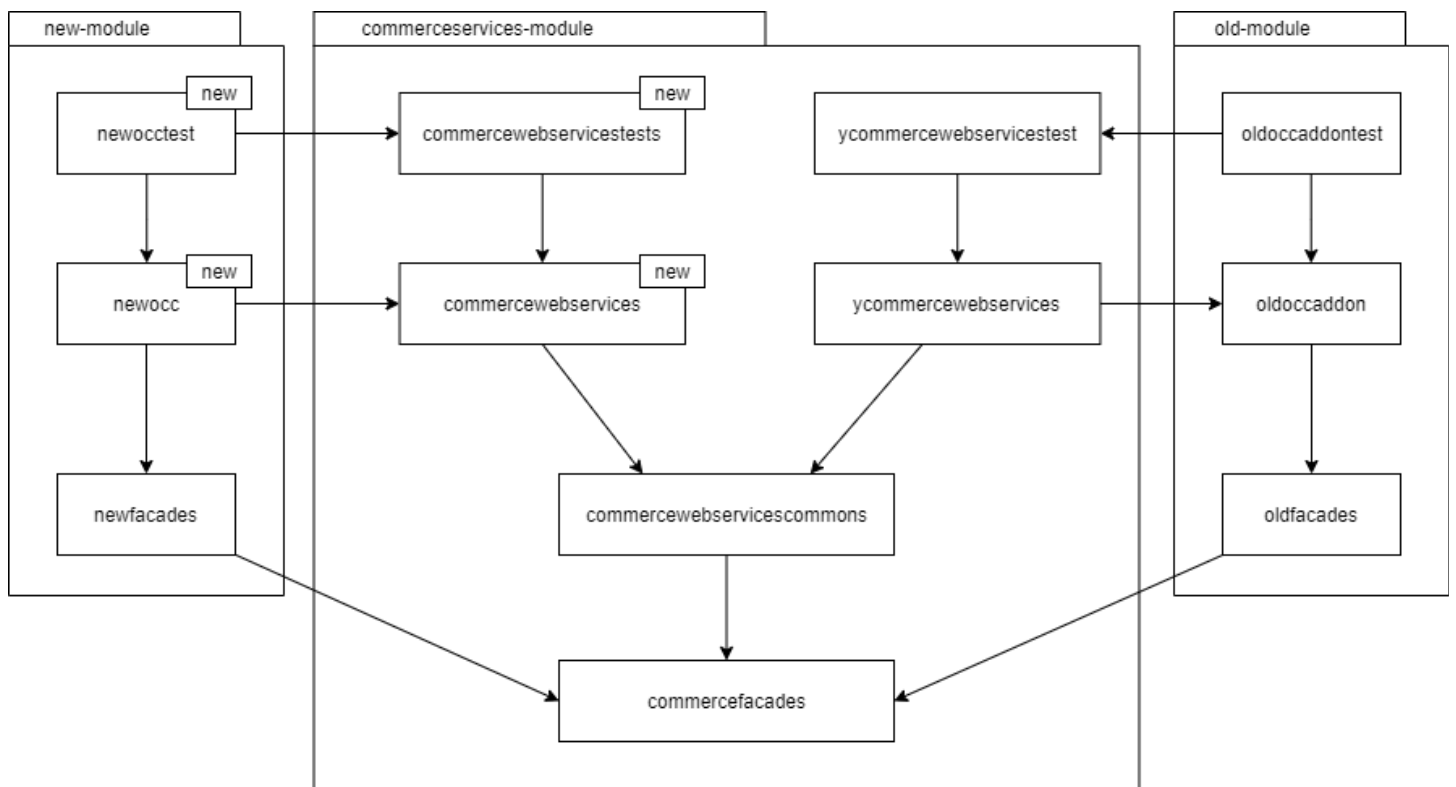 new-module
commerceservices-module
old-module
new
new
newocctest
commercewebservicestests
ycommercewebservicestest
oldoccaddontest
new
new
newocc
commercewebservices
ycommercewebservices
oldoccaddon
newfacades
commercewebservicescommons
oldfacades
commercefacades